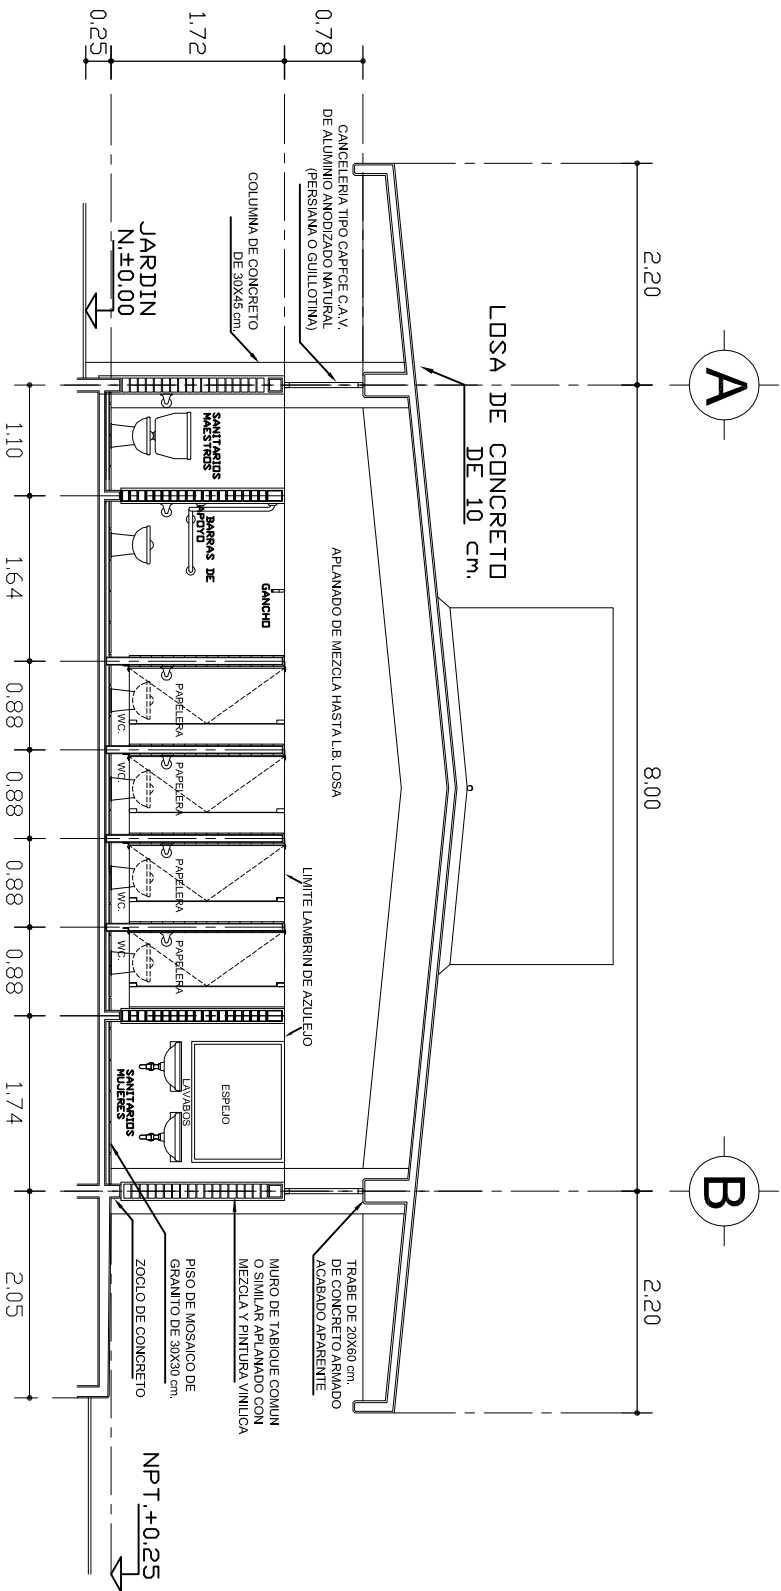 A
B
2.20
8.00
2.20
LOSA DE CONCRETO
DE 10 cm.
0.78
1.72
0.25
CANCELERIA TIPO CAPFCE C.A.V.
DE ALUMINIO ANODIZADO NATURAL
(PERSIANA O GUILLOTINA)
COLUMNA DE CONCRETO
DE 30X45 cm.
JARDIN
N.±0.00
APLANADO DE MEZCLA HASTA L.B. LOSA
LIMITE LAMBRIN DE AZULEJO
SANITARIOS
MAESTROS
BARRAS DE
APOYO
GANCHO
PAPELERA
WC.
PAPELERA
WC.
PAPELERA
WC.
PAPELERA
WC.
ESPEJO
LAVABOS
SANITARIOS
MUJERES
TRABE DE 20X60 cm.
DE CONCRETO ARMADO
ACABADO APARENTE
MURO DE TABIQUE COMUN
O SIMILAR APLANADO CON
MEZCLA Y PINTURA VINILICA
PISO DE MOSAICO DE
GRANITO DE 30X30 cm.
ZOCLO DE CONCRETO
NPT.+0.25
1.10
1.64
0.88
0.88
0.88
0.88
1.74
2.05